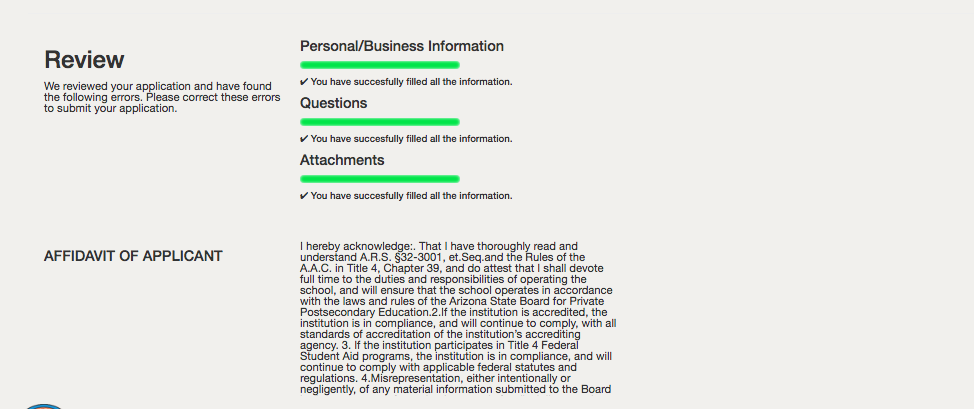 Review
We reviewed your application and have found
the following errors. Please correct these errors
to submit your application.
Personal/Business Information
✔ You have succesfully filled all the information.
Questions
✔ You have succesfully filled all the information.
Attachments
✔ You have succesfully filled all the information.
AFFIDAVIT OF APPLICANT
I hereby acknowledge:. That I have thoroughly read and
understand A.R.S. §32-3001, et.Seq.and the Rules of the
A.A.C. in Title 4, Chapter 39, and do attest that I shall devote
full time to the duties and responsibilities of operating the
school, and will ensure that the school operates in accordance
with the laws and rules of the Arizona State Board for Private
Postsecondary Education.2.If the institution is accredited, the
institution is in compliance, and will continue to comply, with all
standards of accreditation of the institution's accrediting
agency. 3. If the institution participates in Title 4 Federal
Student Aid programs, the institution is in compliance, and will
continue to comply with applicable federal statutes and
regulations. 4.Misrepresentation, either intentionally or
negligently, of any material information submitted to the Board